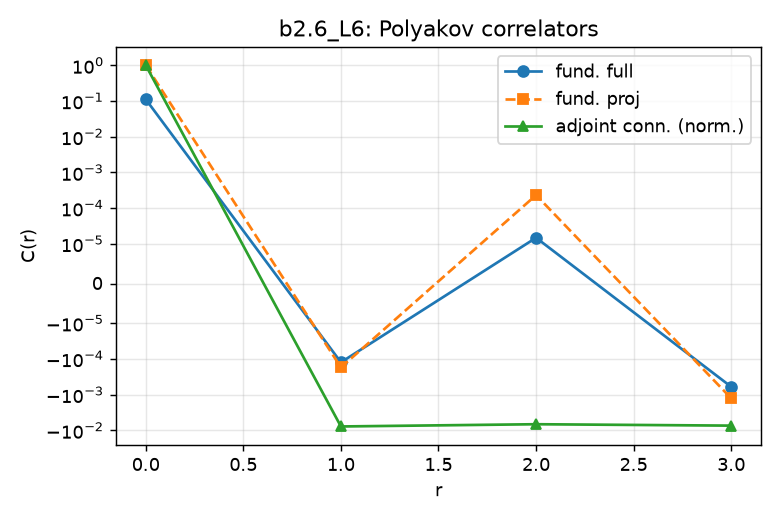 b2.6_L6: Polyakov correlators
fund. full
fund. proj
adjoint conn. (norm.)
C(r)
10⁰
10⁻¹
10⁻²
10⁻³
10⁻⁴
10⁻⁵
0
−10⁻⁵
−10⁻⁴
−10⁻³
−10⁻²
0.0 0.5 1.0 1.5 2.0 2.5 3.0
r